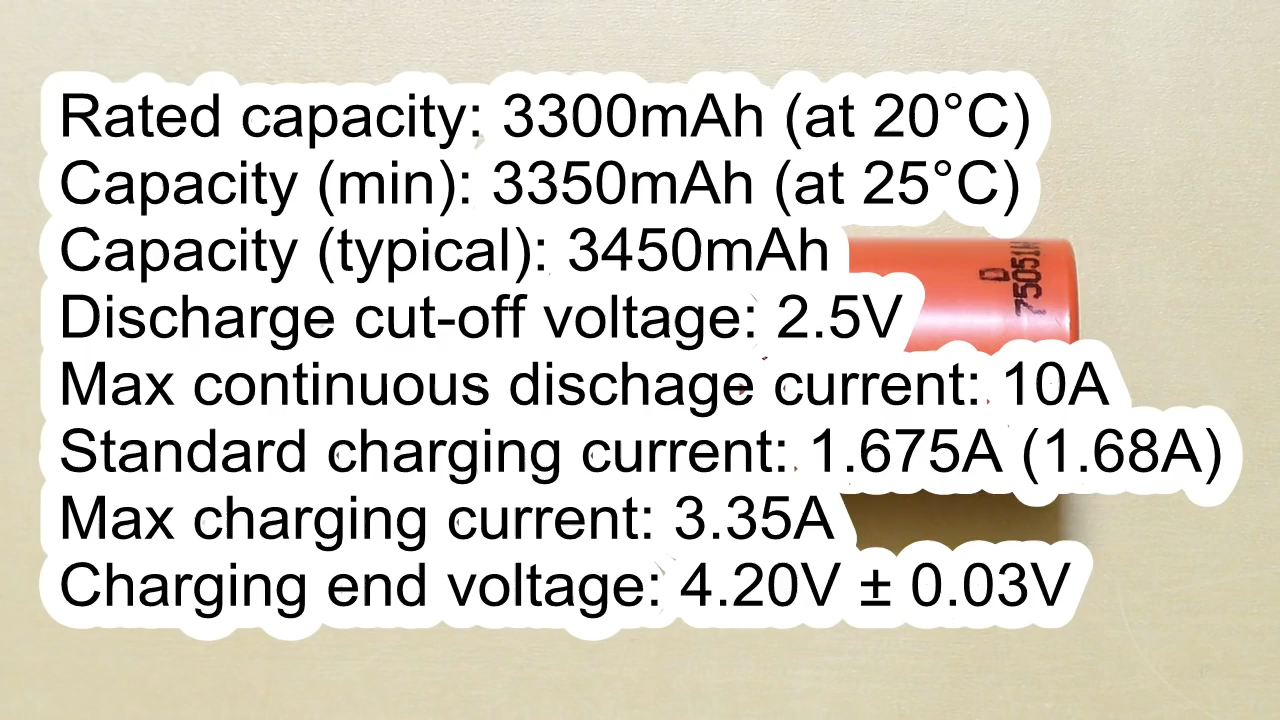 Rated capacity: 3300mAh (at 20°C)
Capacity (min): 3350mAh (at 25°C)
Capacity (typical): 3450mAh
Discharge cut-off voltage: 2.5V
Max continuous dischage current: 10A
Standard charging current: 1.675A (1.68A)
Max charging current: 3.35A
Charging end voltage: 4.20V ± 0.03V
D